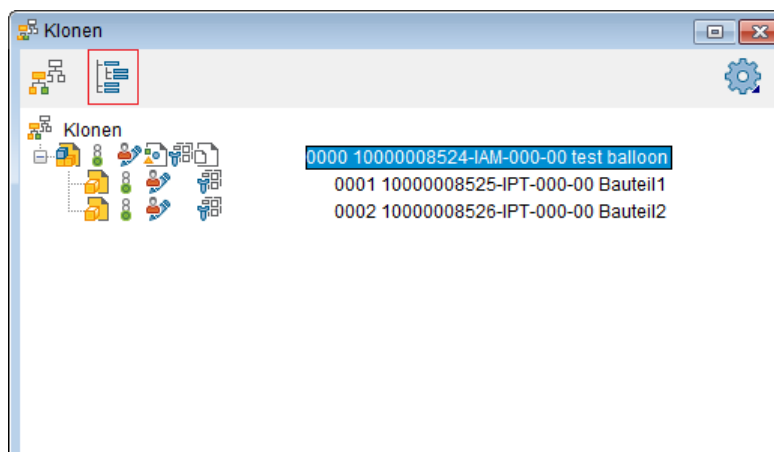 Klonen
Klonen
0000 10000008524-IAM-000-00 test balloon
0001 10000008525-IPT-000-00 Bauteil1
0002 10000008526-IPT-000-00 Bauteil2